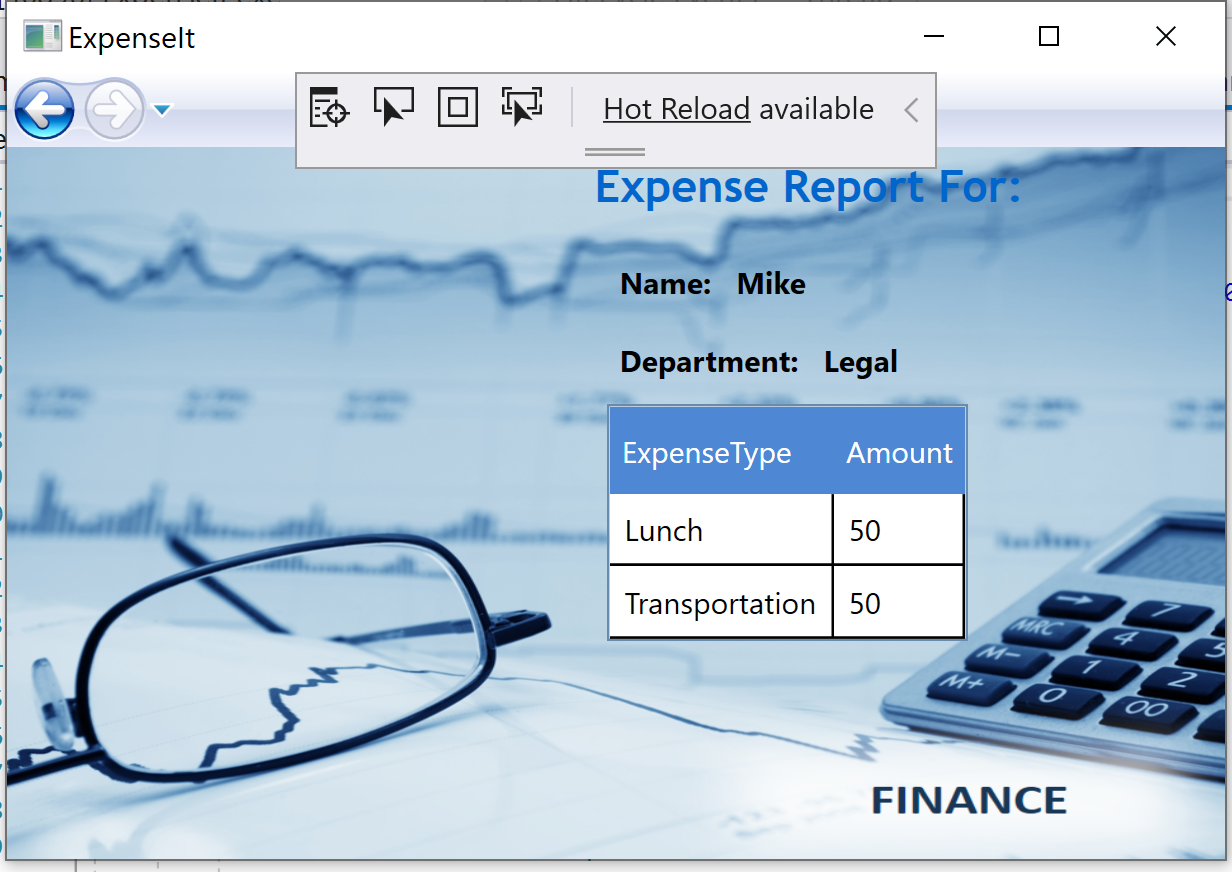 ExpenseIt
Hot Reload available
Expense Report For:
Name: Mike
Department: Legal
ExpenseType Amount
Lunch 50
Transportation 50
→ 7
MRC 4 5
M− 1 2
M+ 0 00
FINANCE